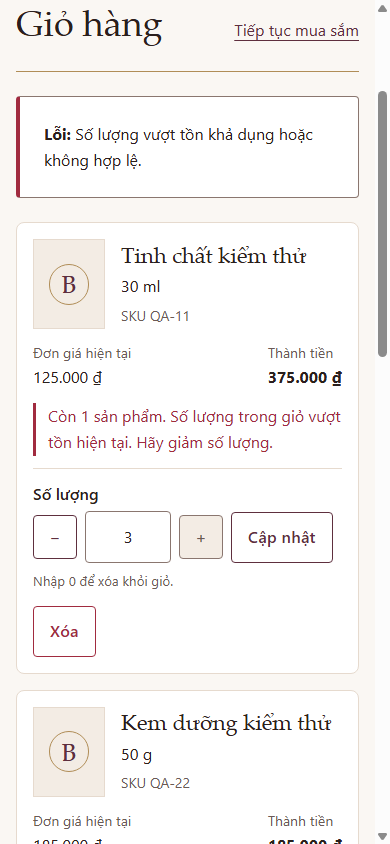 Giỏ hàng
Tiếp tục mua sắm
Lỗi: Số lượng vượt tồn khả dụng hoặc
không hợp lệ.
B
Tinh chất kiểm thử
30 ml
SKU QA-11
Đơn giá hiện tại
Thành tiền
125.000 ₫
375.000 ₫
Còn 1 sản phẩm. Số lượng trong giỏ vượt
tồn hiện tại. Hãy giảm số lượng.
Số lượng
− 3 + Cập nhật
Nhập 0 để xóa khỏi giỏ.
Xóa
B
Kem dưỡng kiểm thử
50 g
SKU QA-22
Đơn giá hiện tại
Thành tiền
185.000 ₫
185.000 ₫